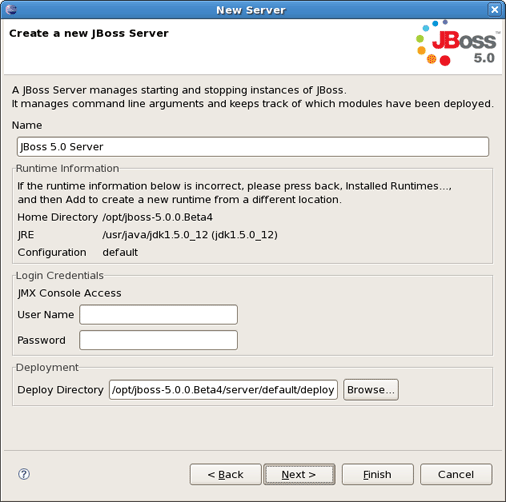 New Server
Create a new JBoss Server
JBoss
5.0
A JBoss Server manages starting and stopping instances of JBoss.
It manages command line arguments and keeps track of which modules have been deployed.
Name
JBoss 5.0 Server
Runtime Information
If the runtime information below is incorrect, please press back, Installed Runtimes...,
and then Add to create a new runtime from a different location.
Home Directory /opt/jboss-5.0.0.Beta4
JRE /usr/java/jdk1.5.0_12 (jdk1.5.0_12)
Configuration default
Login Credentials
JMX Console Access
User Name
Password
Deployment
Deploy Directory /opt/jboss-5.0.0.Beta4/server/default/deploy Browse...
? < Back Next > Finish Cancel